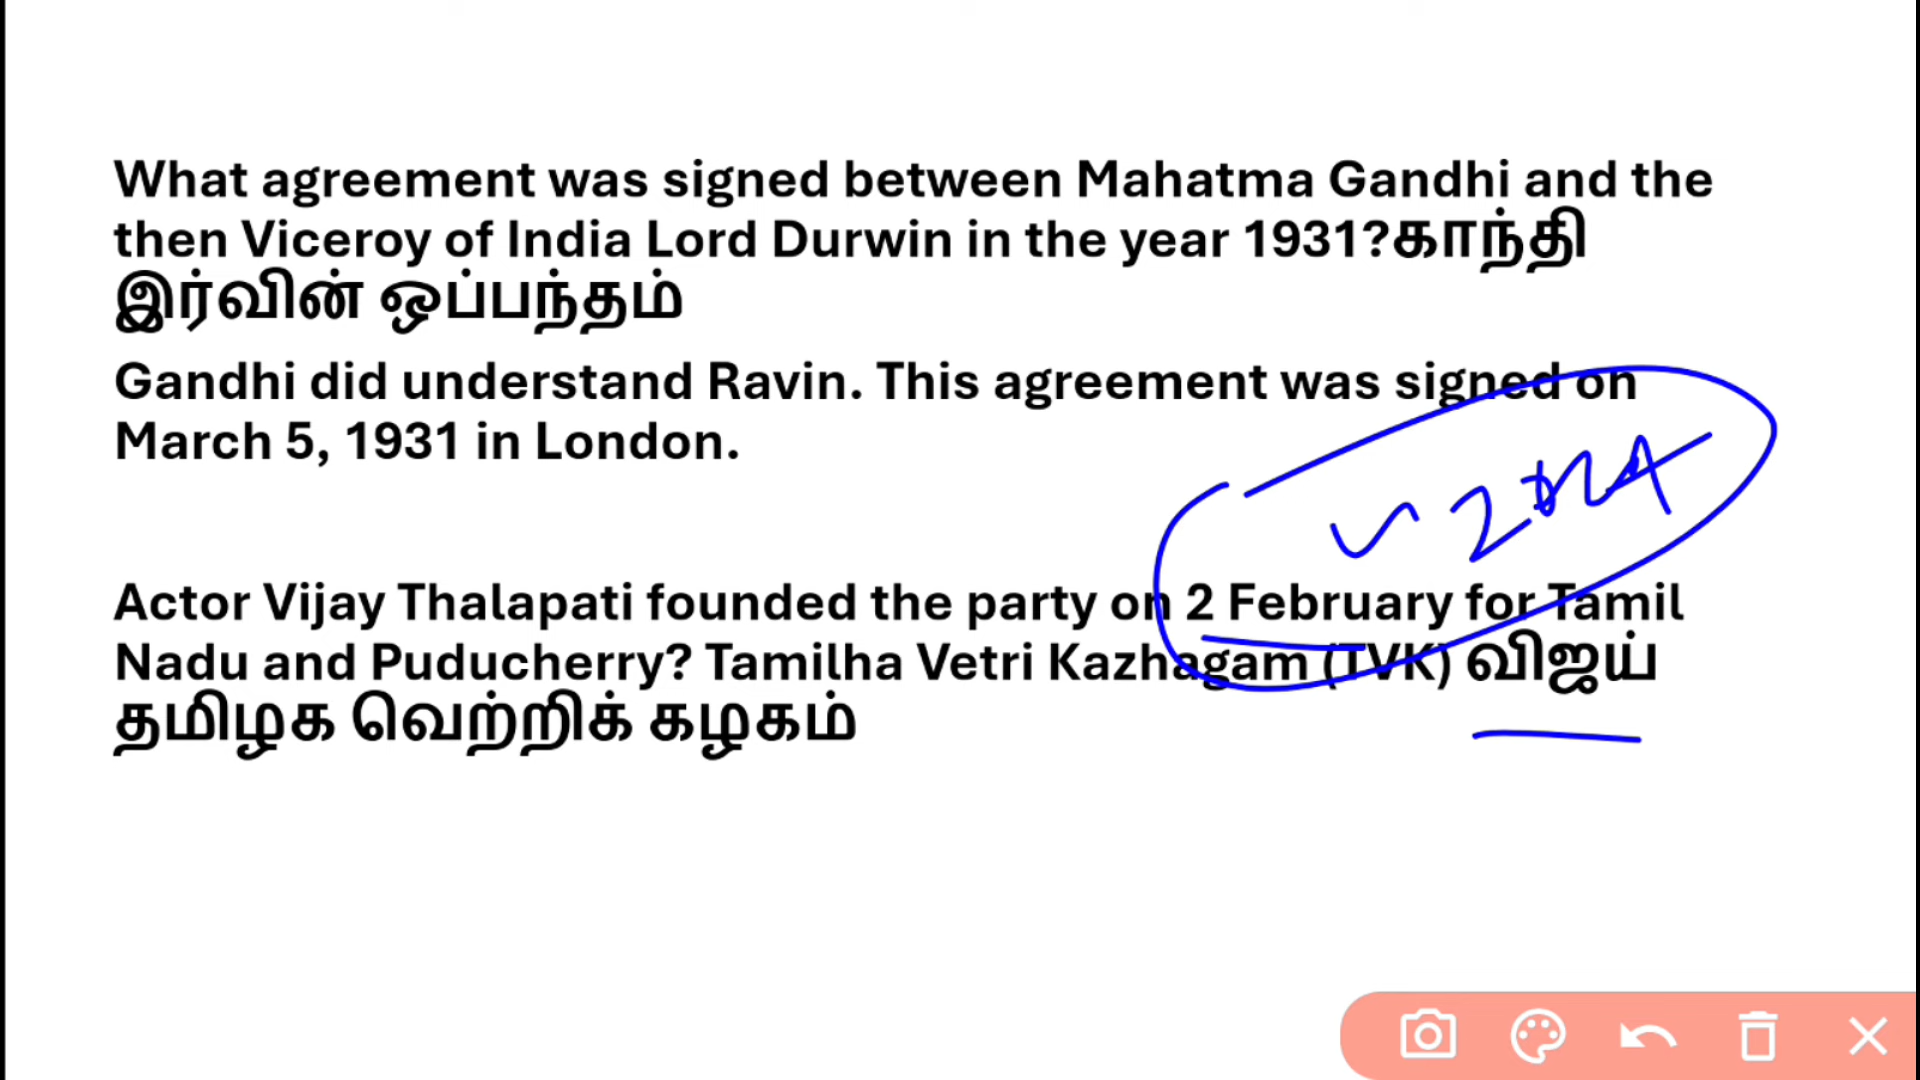 What agreement was signed between Mahatma Gandhi and the
then Viceroy of India Lord Durwin in the year 1931?காந்தி
இர்வின் ஒப்பந்தம்
Gandhi did understand Ravin. This agreement was signed on
March 5, 1931 in London.
Actor Vijay Thalapati founded the party on 2 February for Tamil
Nadu and Puducherry? Tamilha Vetri Kazhagam (TVK) விஜய்
தமிழக வெற்றிக் கழகம்